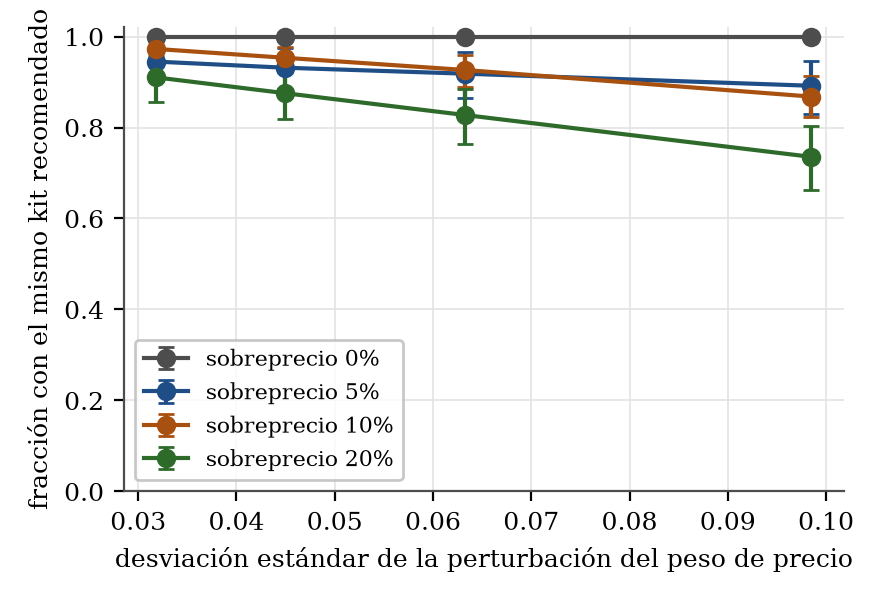 fracción con el mismo kit recomendado
1.0
0.8
0.6
0.4
0.2
0.0
sobreprecio 0%
sobreprecio 5%
sobreprecio 10%
sobreprecio 20%
0.03 0.04 0.05 0.06 0.07 0.08 0.09 0.10
desviación estándar de la perturbación del peso de precio